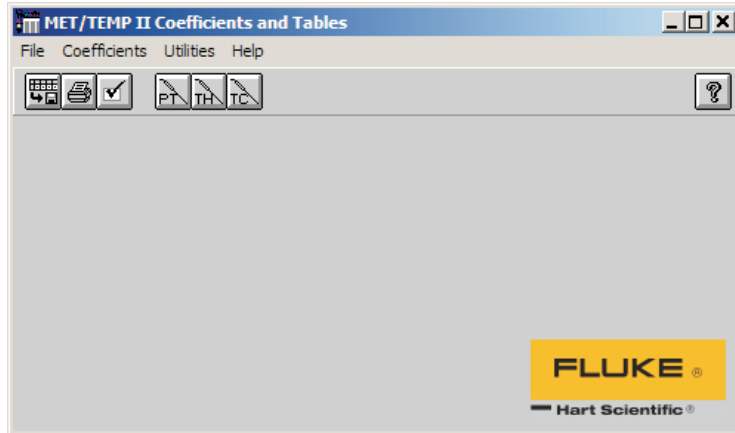 MET/TEMP II Coefficients and Tables
File Coefficients Utilities Help
PT TH TC ?
FLUKE ®
Hart Scientific ®